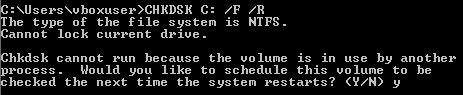 C:\Users\vboxuser>CHKDSK C: /F /R
The type of the file system is NTFS.
Cannot lock current drive.
Chkdsk cannot run because the volume is in use by another
process.  Would you like to schedule this volume to be
checked the next time the system restarts? (Y/N) y